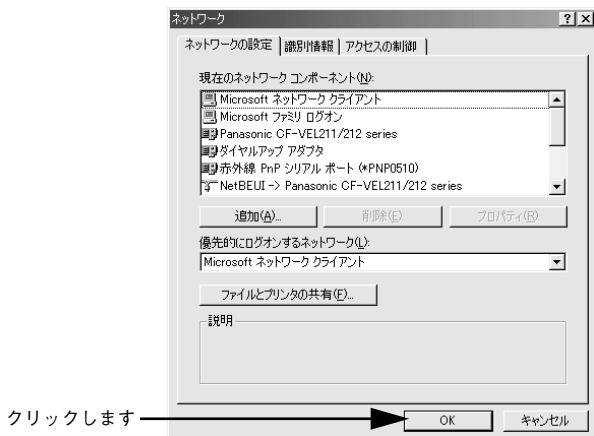 ネットワーク
ネットワークの設定 識別情報 アクセスの制御
現在のネットワーク コンポーネント(N):
Microsoft ネットワーク クライアント
Microsoft ファミリ ログオン
Panasonic CF-VEL211/212 series
ダイヤルアップ アダプタ
赤外線 PnP シリアル ポート (*PNP0510)
NetBEUI -> Panasonic CF-VEL211/212 series
追加(A)... 削除(E) プロパティ(R)
優先的にログオンするネットワーク(L):
Microsoft ネットワーク クライアント
ファイルとプリンタの共有(F)...
説明
クリックします
OK キャンセル